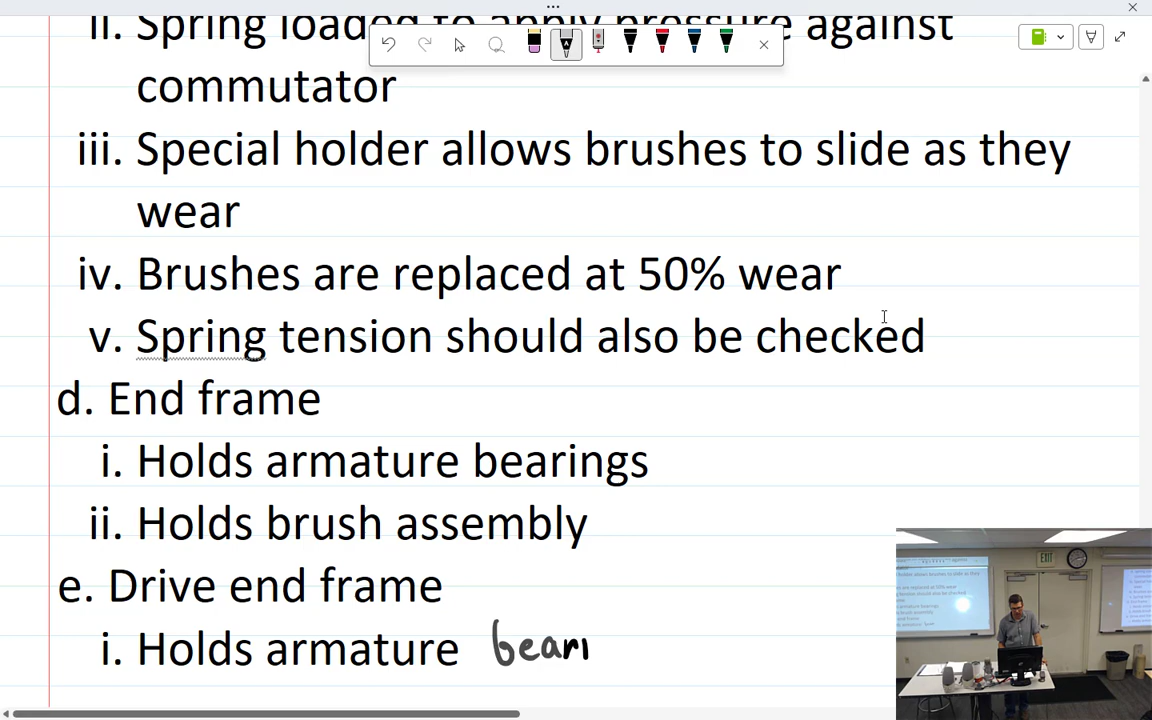 ii. Spring loaded to apply pressure against
commutator
iii. Special holder allows brushes to slide as they
wear
iv. Brushes are replaced at 50% wear
v. Spring tension should also be checked
d. End frame
i. Holds armature bearings
ii. Holds brush assembly
e. Drive end frame
i. Holds armature beari
EXIT